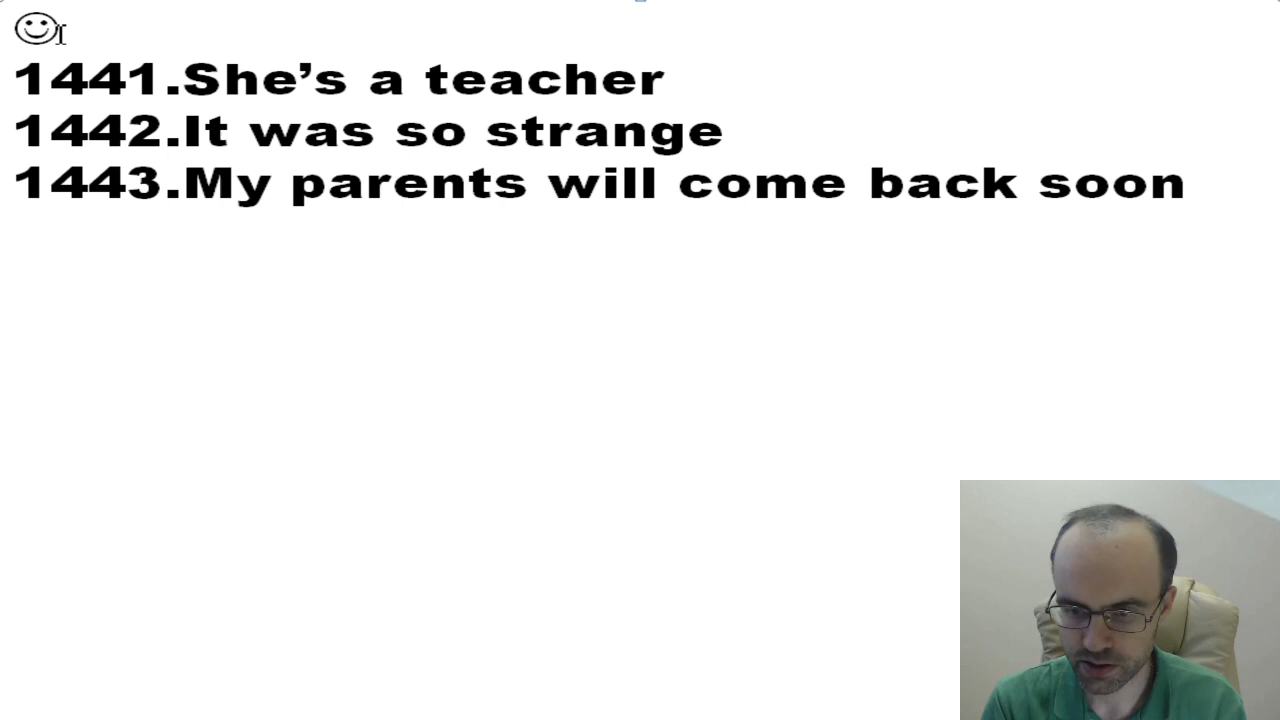 1441.She’s a teacher
1442.It was so strange
1443.My parents will come back soon